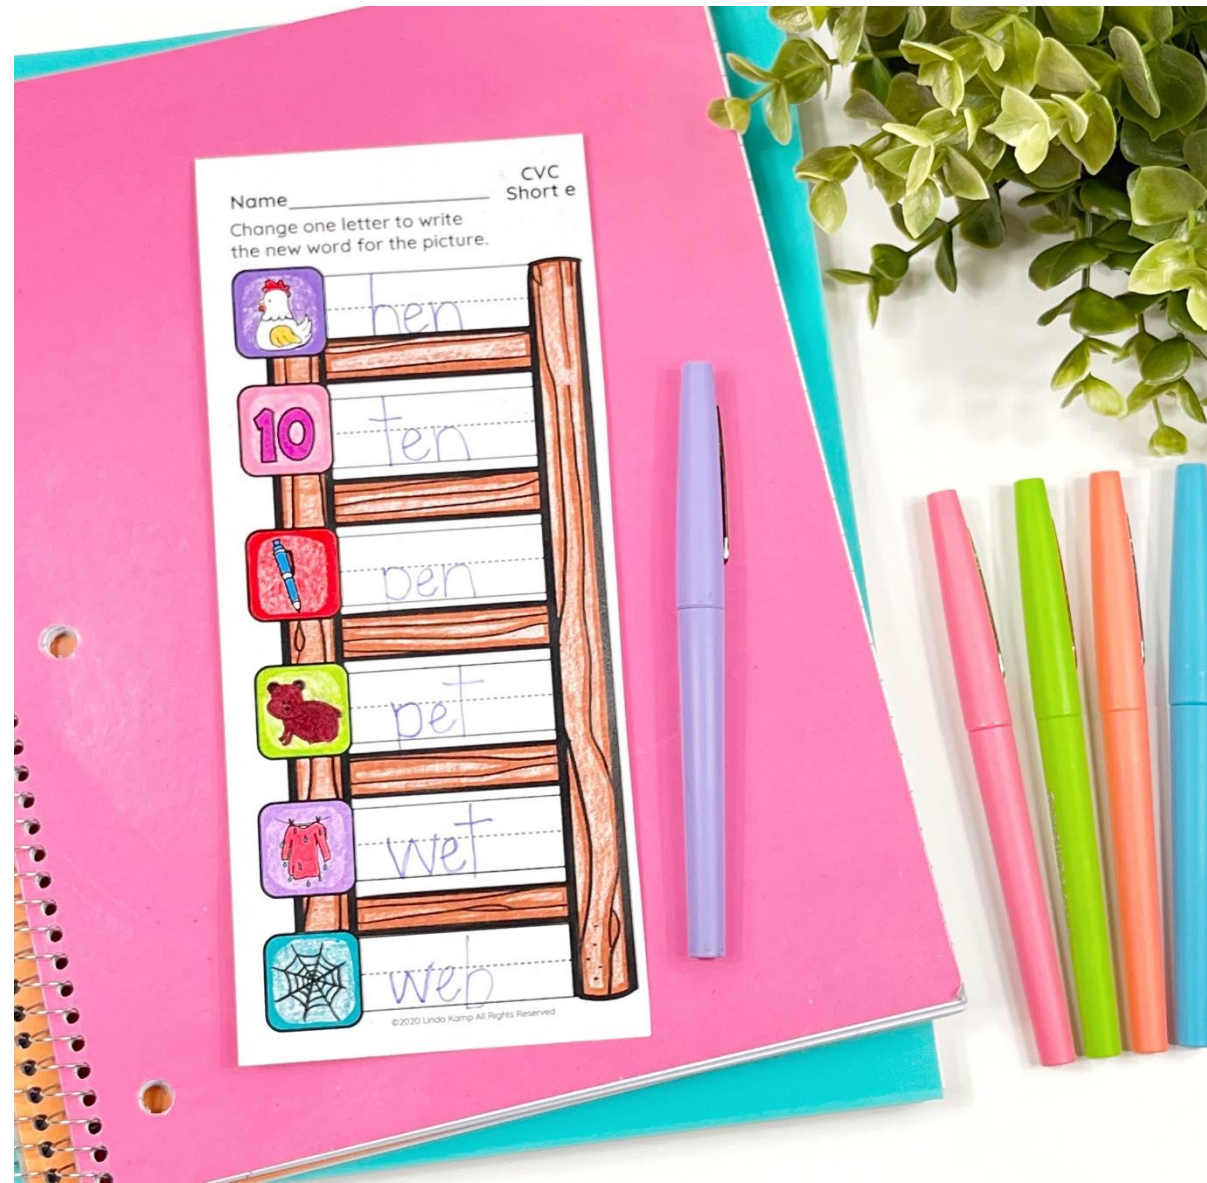 Name
CVC
Short e
Change one letter to write
the new word for the picture.
hen
10
ten
pen
pet
wet
web
©2020 Linda Kamp All Rights Reserved